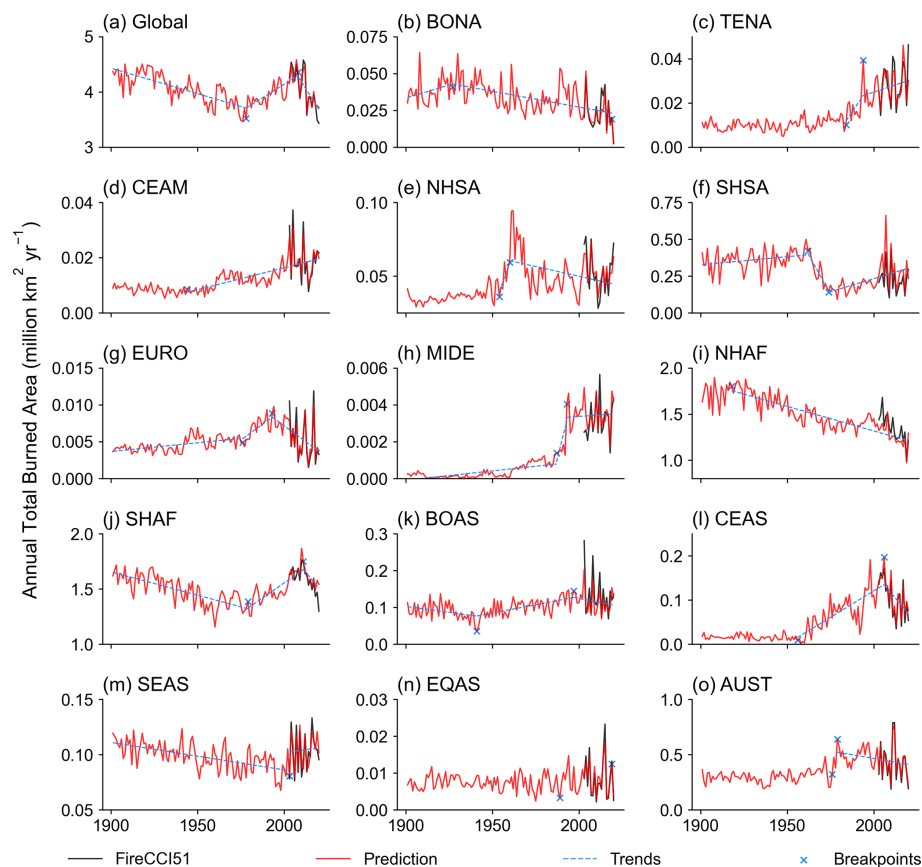 (a) Global
(b) BONA
(c) TENA
5
4
3
0.075
0.050
0.025
0.000
0.04
0.02
0.00
(d) CEAM
(e) NHSA
(f) SHSA
0.04
0.02
0.00
0.10
0.05
0.75
0.50
0.25
0.00
(g) EURO
(h) MIDE
(i) NHAF
0.015
0.010
0.005
0.000
0.006
0.004
0.002
0.000
2.0
1.5
1.0
(j) SHAF
(k) BOAS
(l) CEAS
2.0
1.5
1.0
0.3
0.2
0.1
0.0
0.2
0.1
0.0
(m) SEAS
(n) EQAS
(o) AUST
0.15
0.10
0.05
0.03
0.02
0.01
0.00
1.0
0.5
0.0
1900 1950 2000
1900 1950 2000
1900 1950 2000
Annual Total Burned Area (million km² yr⁻¹)
FireCCI51 Prediction Trends Breakpoints